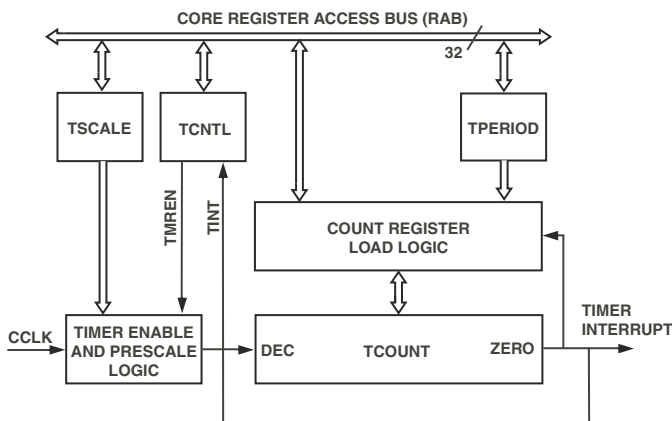 CORE REGISTER ACCESS BUS (RAB)
32
TSCALE
TCNTL
TPERIOD
TMREN
TINT
COUNT REGISTER
LOAD LOGIC
CCLK
TIMER ENABLE
AND PRESCALE
LOGIC
DEC
TCOUNT
ZERO
TIMER
INTERRUPT